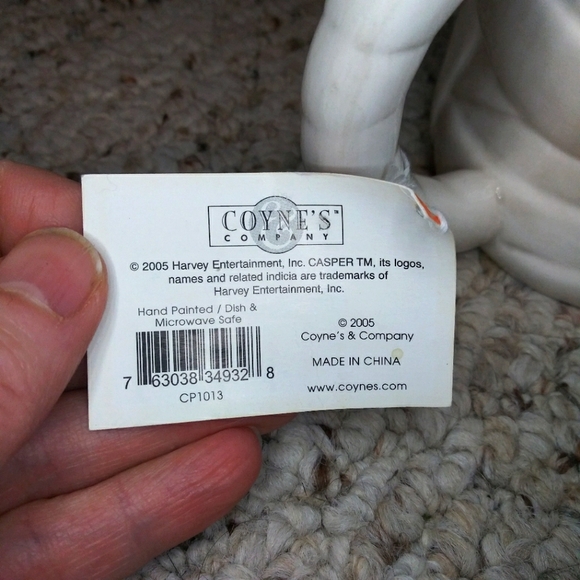 COYNE'S™
& COMPANY
© 2005 Harvey Entertainment, Inc. CASPER TM, its logos,
names and related indicia are trademarks of
Harvey Entertainment, Inc.
Hand Painted / Dish &
Microwave Safe
7 63038 34932 8
CP1013
© 2005
Coyne's & Company
MADE IN CHINA
www.coynes.com